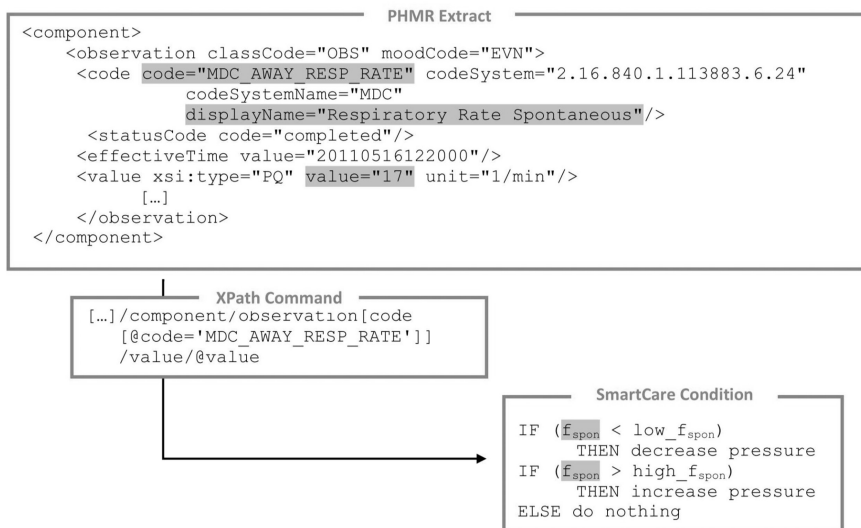 PHMR Extract
<component>
<observation classCode="OBS" moodCode="EVN">
<code code="MDC_AWAY_RESP_RATE" codeSystem="2.16.840.1.113883.6.24"
codeSystemName="MDC"
displayName="Respiratory Rate Spontaneous"/>
<statusCode code="completed"/>
<effectiveTime value="20110516122000"/>
<value xsi:type="PQ" value="17" unit="1/min"/>
[…]
</observation>
</component>
XPath Command
[…]/component/observation[code
[@code='MDC_AWAY_RESP_RATE']]
/value/@value
SmartCare Condition
IF (fspon < low_fspon)
THEN decrease pressure
IF (fspon > high_fspon)
THEN increase pressure
ELSE do nothing